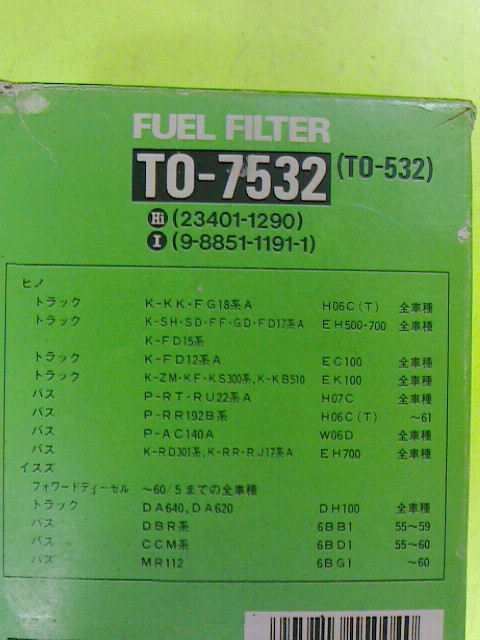 FUEL FILTER
TO-7532 (TO-532)
Hi (23401-1290)
I (9-8851-1191-1)
ヒノ
トラック K-KK・FG18系A H06C(T) 全車種
トラック K-SH・SD・FF・GD・FD17系A EH500・700 全車種
K-FD15系
トラック K-FD12系A EC100 全車種
トラック K-ZM・KF・KS300系, K-KB510 EK100 全車種
バス P-RT・RU22系A H07C 全車種
バス P-RR192B系 H06C(T) ～61
バス P-AC140A W06D 全車種
バス K-RD301系, K-RR・RJ17系A EH700 全車種
イスズ
フォワードディーゼル ～60/5までの全車種
トラック DA640, DA620 DH100 全車種
バス DBR系 6BB1 55～59
バス CCM系 6BD1 55～60
バス MR112 6BG1 ～60